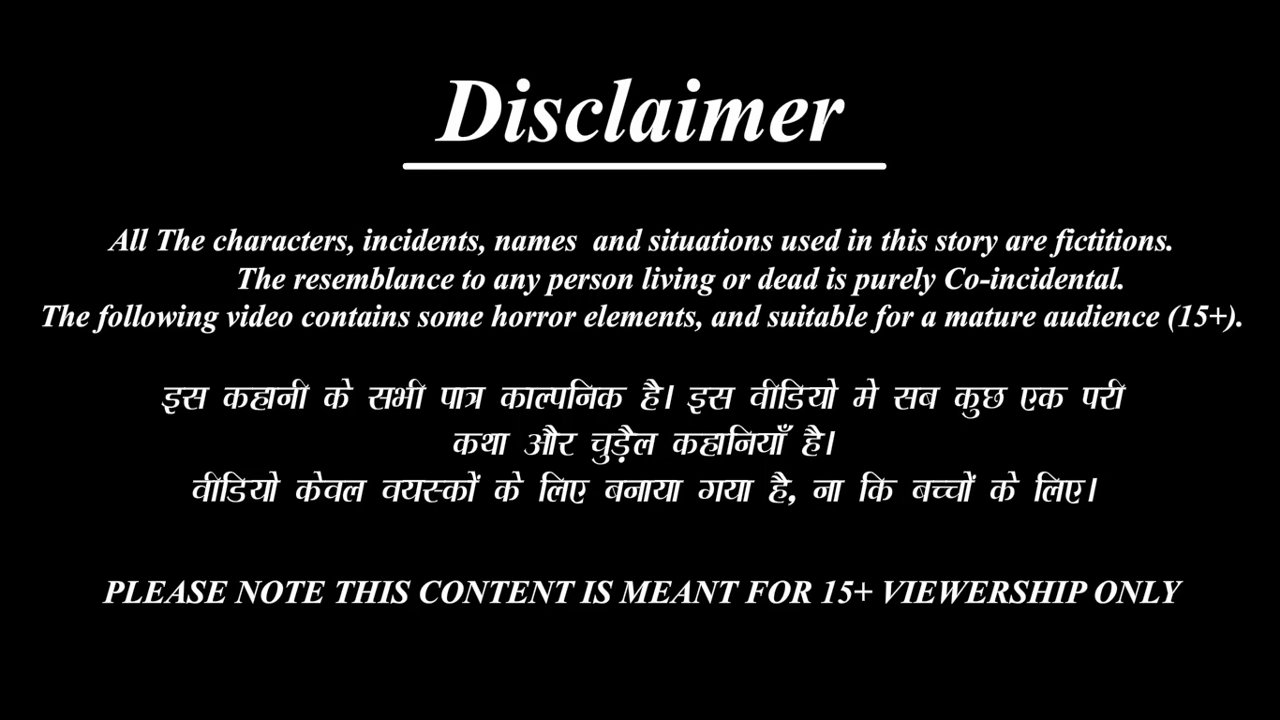 Disclaimer
All The characters, incidents, names and situations used in this story are fictitions.
The resemblance to any person living or dead is purely Co-incidental.
The following video contains some horror elements, and suitable for a mature audience (15+).
इस कहानी के सभी पात्र काल्पनिक है। इस वीडियो मे सब कुछ एक परी
कथा और चुड़ैल कहानियाँ है।
वीडियो केवल वयस्कों के लिए बनाया गया है, ना कि बच्चों के लिए।
PLEASE NOTE THIS CONTENT IS MEANT FOR 15+ VIEWERSHIP ONLY